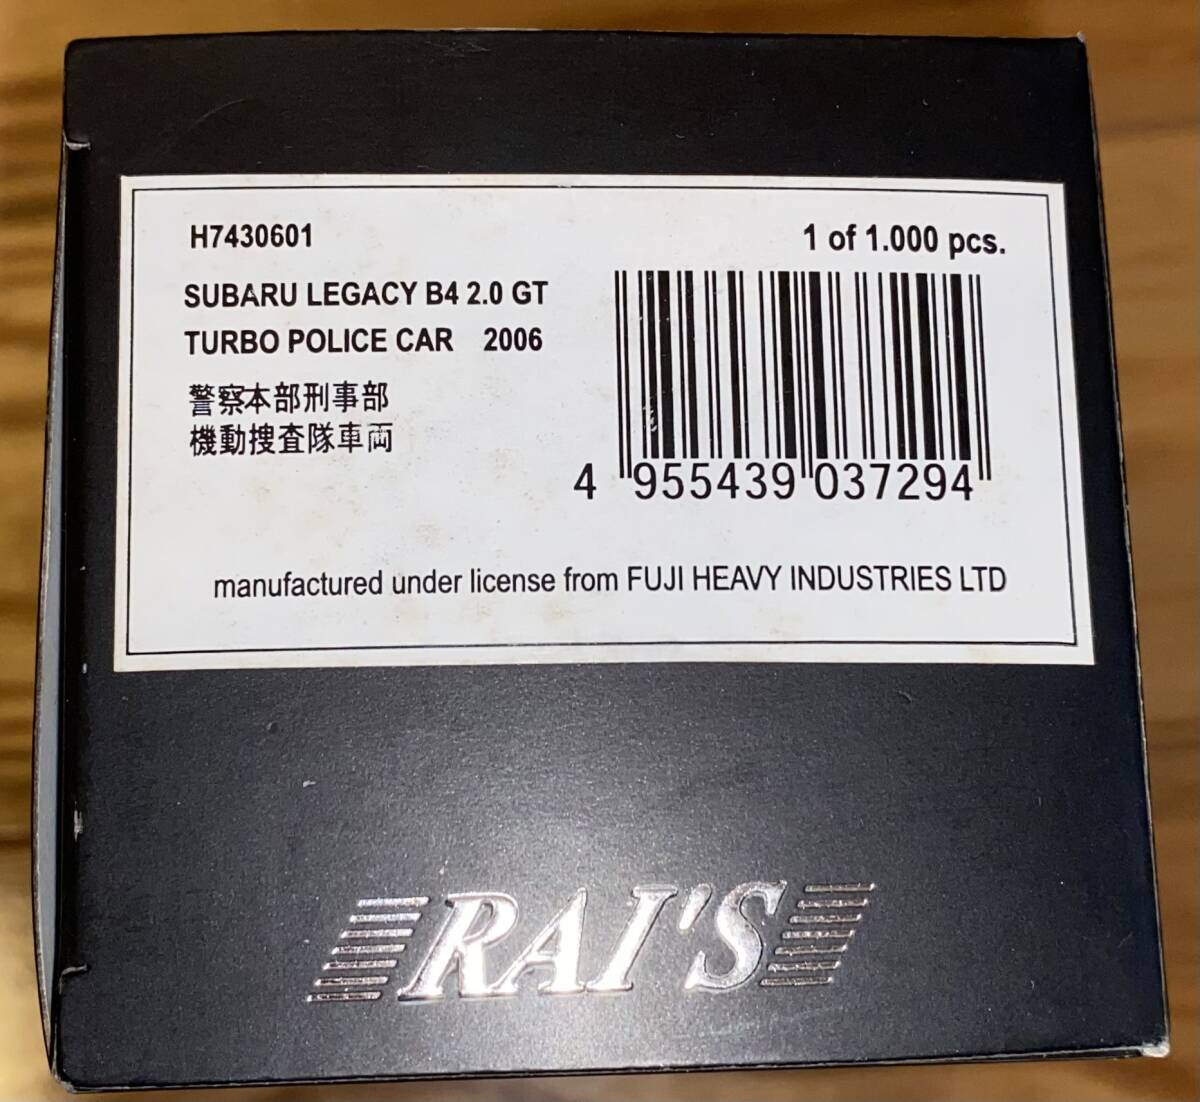 H7430601
1 of 1.000 pcs.
SUBARU LEGACY B4 2.0 GT
TURBO POLICE CAR 2006
警察本部刑事部
機動捜査隊車両
4 955439 037294
manufactured under license from FUJI HEAVY INDUSTRIES LTD
RAI'S